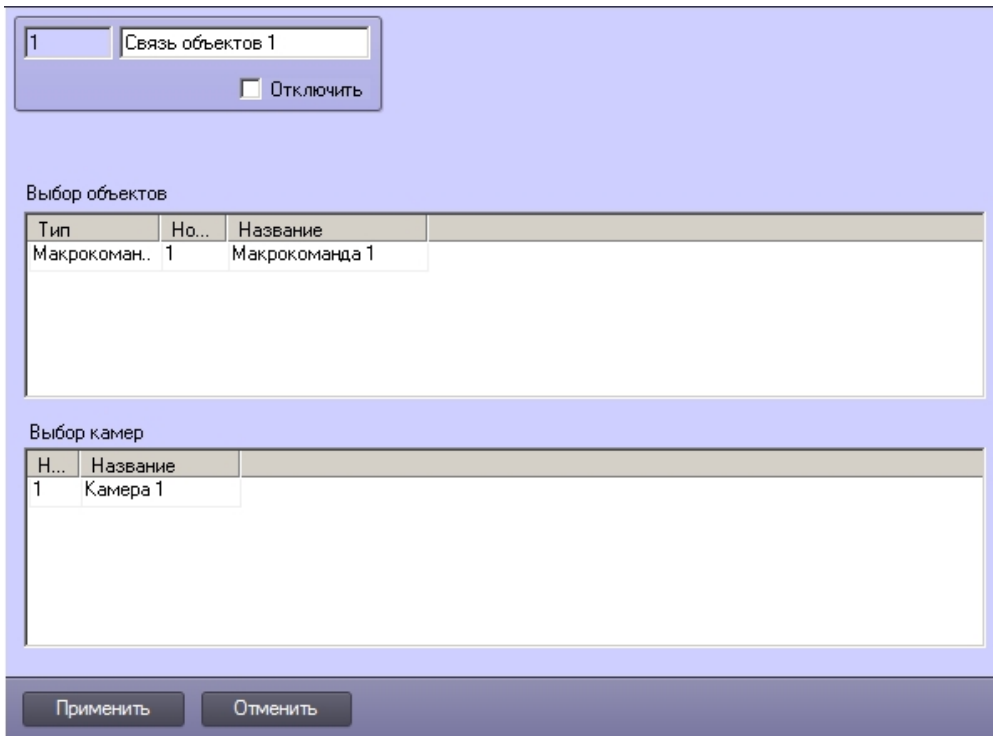 1 Связь объектов 1
Отключить
Выбор объектов
Тип Но... Название
Макрокоман.. 1 Макрокоманда 1
Выбор камер
Н... Название
1 Камера 1
Применить Отменить